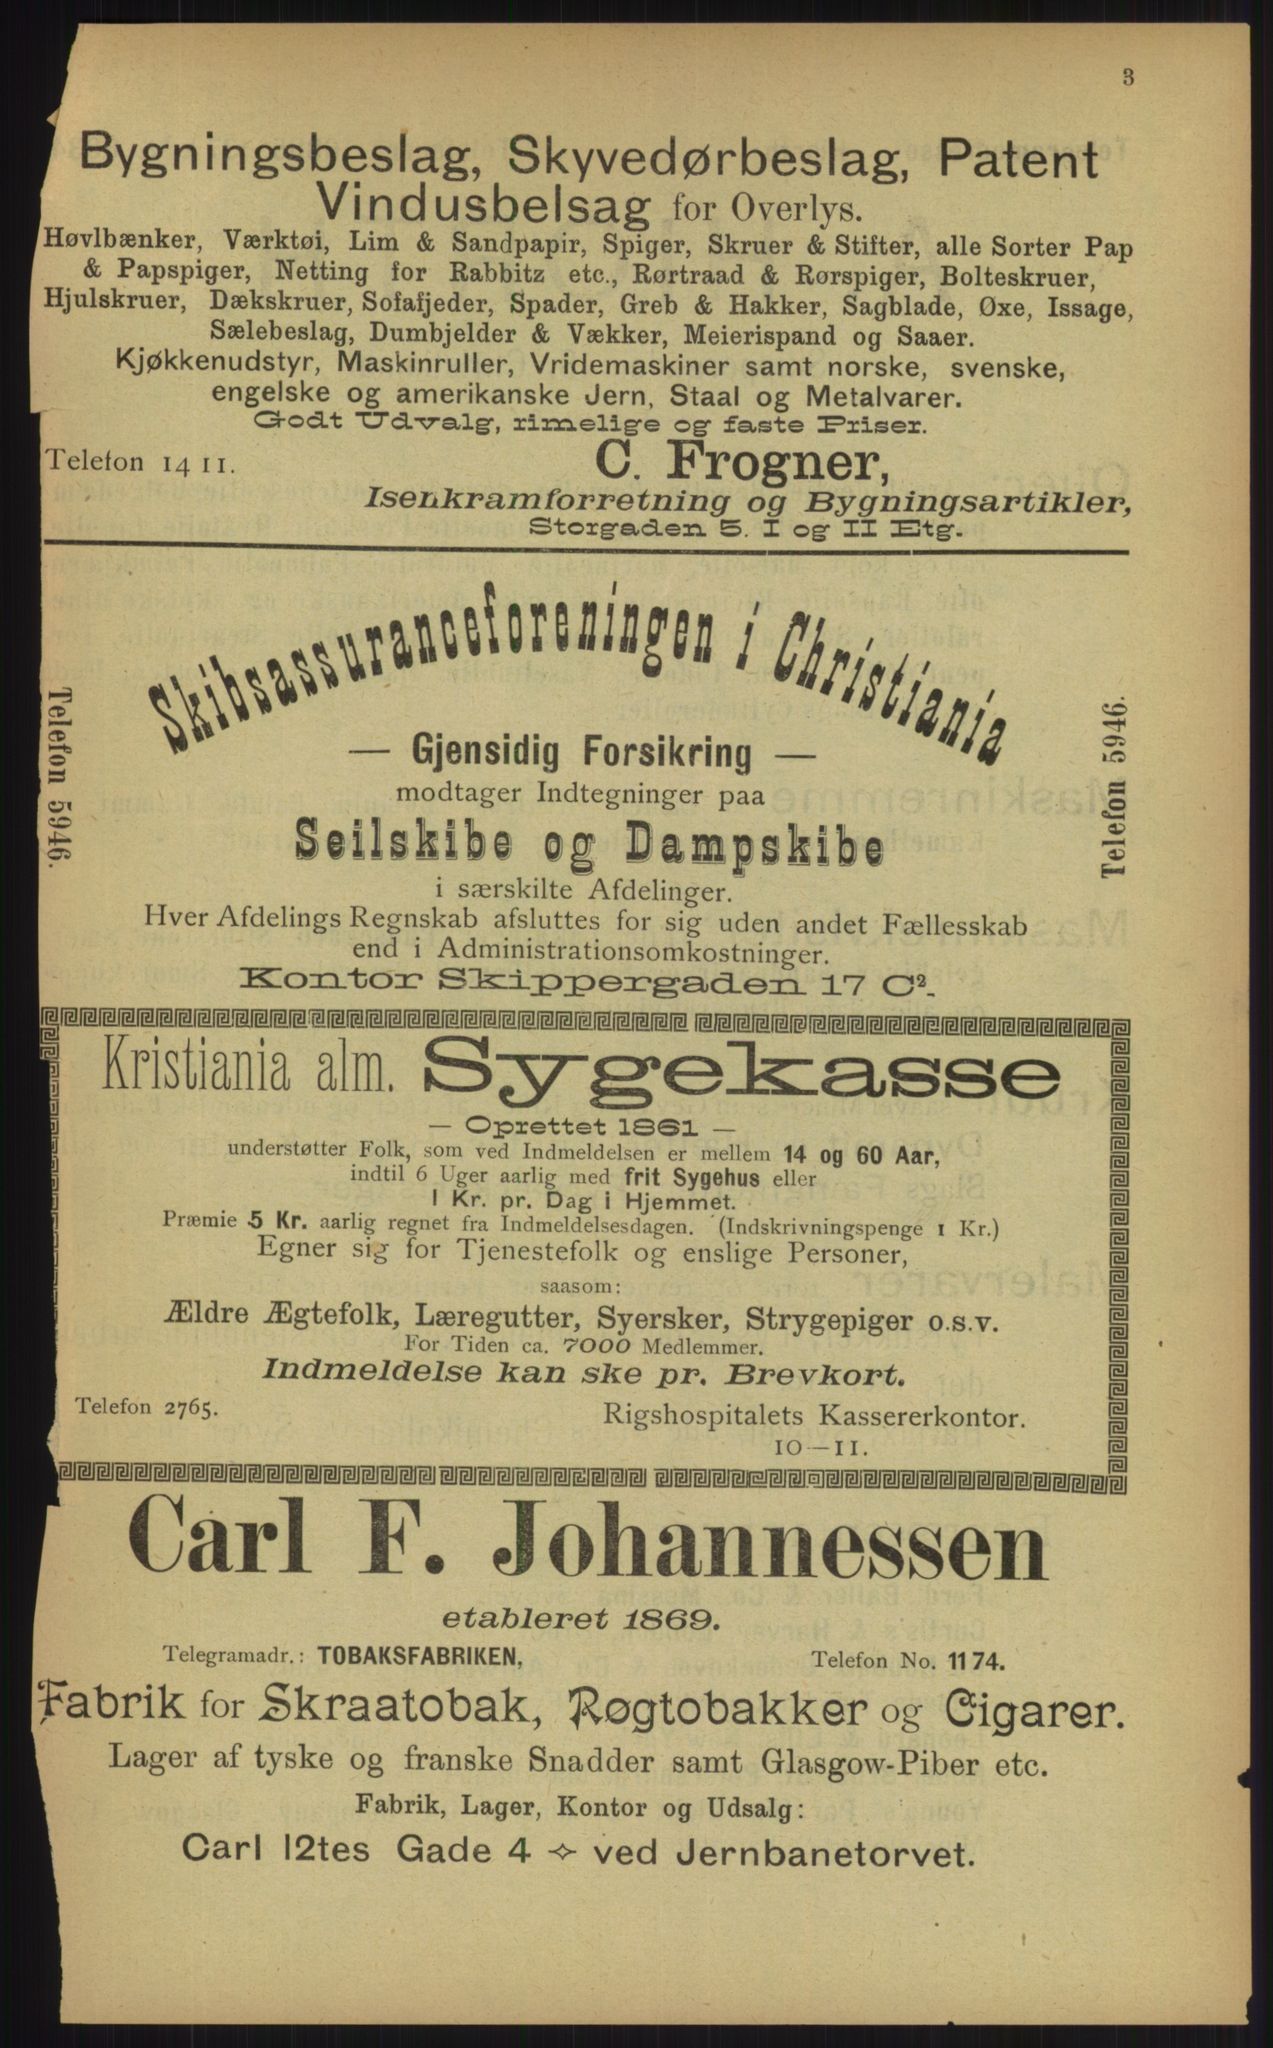 3
Bygningsbeslag, Skyvedørbeslag, Patent
Vindusbelsag for Overlys.
Høvlbænker, Værktøi, Lim & Sandpapir, Spiger, Skruer & Stifter, alle Sorter Pap
& Papspiger, Netting for Rabbitz etc., Rørtraad & Rørspiger, Bolteskruer,
Hjulskruer, Dækskruer, Sofafjeder, Spader, Greb & Hakker, Sagblade, Øxe, Issage,
Sælebeslag, Dumbjelder & Vækker, Meierispand og Saaer.
Kjøkkenudstyr, Maskinruller, Vridemaskiner samt norske, svenske,
engelske og amerikanske Jern, Staal og Metalvarer.
Godt Udvalg, rimelige og faste Priser.
Telefon 14 11.
C. Frogner,
Isenkramforretning og Bygningsartikler,
Storgaden 5. I og II Etg.
Skibsassuranceforeningen i Christiania
Telefon 5946.
Telefon 5946.
— Gjensidig Forsikring —
modtager Indtegninger paa
Seilskibe og Dampskibe
i særskilte Afdelinger.
Hver Afdelings Regnskab afsluttes for sig uden andet Fællesskab
end i Administrationsomkostninger.
Kontor Skippergaden 17 C².
Kristiania alm. Sygekasse
— Oprettet 1861 —
understøtter Folk, som ved Indmeldelsen er mellem 14 og 60 Aar,
indtil 6 Uger aarlig med frit Sygehus eller
1 Kr. pr. Dag i Hjemmet.
Præmie 5 Kr. aarlig regnet fra Indmeldelsesdagen. (Indskrivningspenge 1 Kr.)
Egner sig for Tjenestefolk og enslige Personer,
saasom:
Ældre Ægtefolk, Læregutter, Syersker, Strygepiger o.s.v.
For Tiden ca. 7000 Medlemmer.
Indmeldelse kan ske pr. Brevkort.
Telefon 2765.
Rigshospitalets Kassererkontor.
10—11.
Carl F. Johannessen
etableret 1869.
Telegramadr.: TOBAKSFABRIKEN,
Telefon No. 1174.
Fabrik for Skraatobak, Røgtobakker og Cigarer.
Lager af tyske og franske Snadder samt Glasgow-Piber etc.
Fabrik, Lager, Kontor og Udsalg:
Carl 12tes Gade 4 ✧ ved Jernbanetorvet.